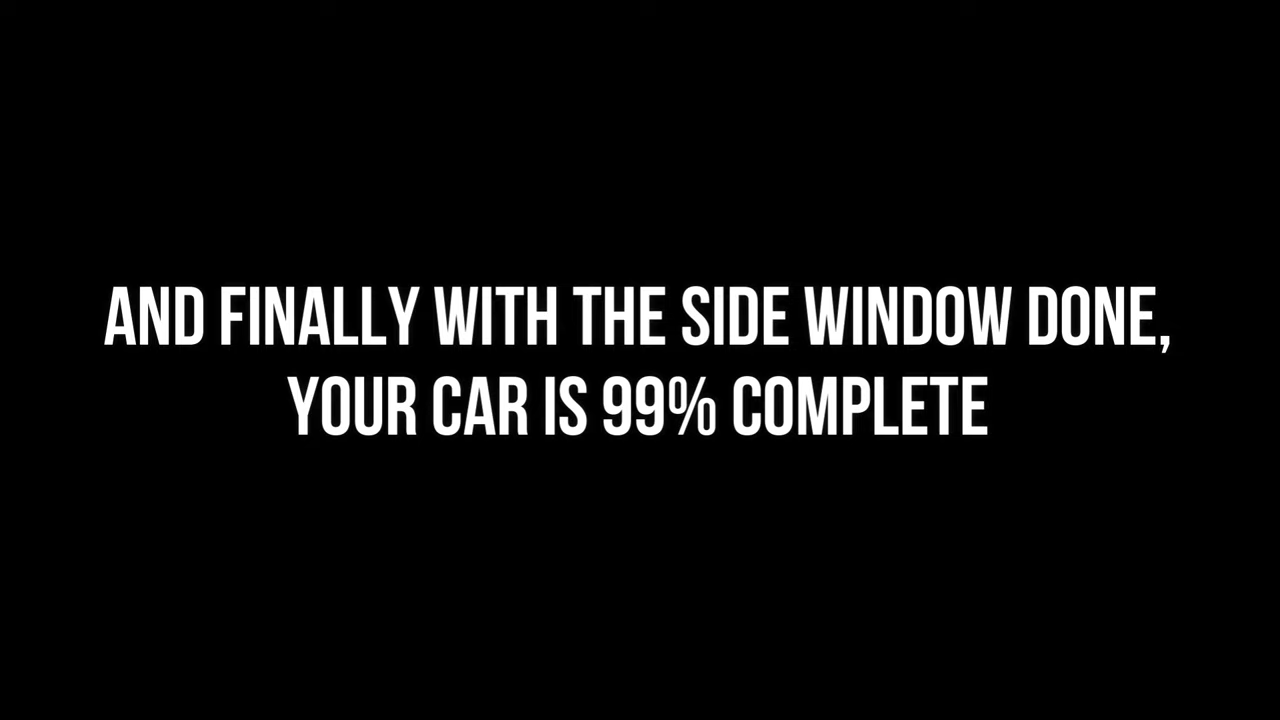 AND FINALLY WITH THE SIDE WINDOW DONE,
YOUR CAR IS 99% COMPLETE